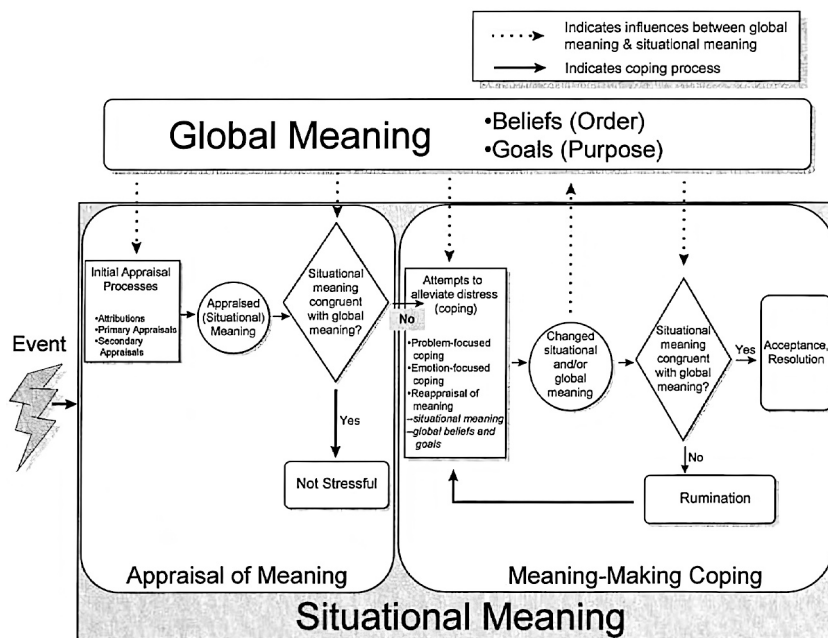 Indicates influences between global
meaning & situational meaning
Indicates coping process
Global Meaning
•Beliefs (Order)
•Goals (Purpose)
Event
Initial Appraisal
Processes
•Attributions
•Primary Appraisals
•Secondary
Appraisals
Appraised
(Situational)
Meaning
Situational
meaning
congruent
with global
meaning?
Yes
Not Stressful
No
Appraisal of Meaning
Attempts to
alleviate distress
(coping)
•Problem-focused
coping
•Emotion-focused
coping
•Reappraisal of
meaning
–situational meaning
–global beliefs and
goals
Changed
situational
and/or
global
meaning
Situational
meaning
congruent
with global
meaning?
Yes
Acceptance,
Resolution
No
Rumination
Meaning-Making Coping
Situational Meaning